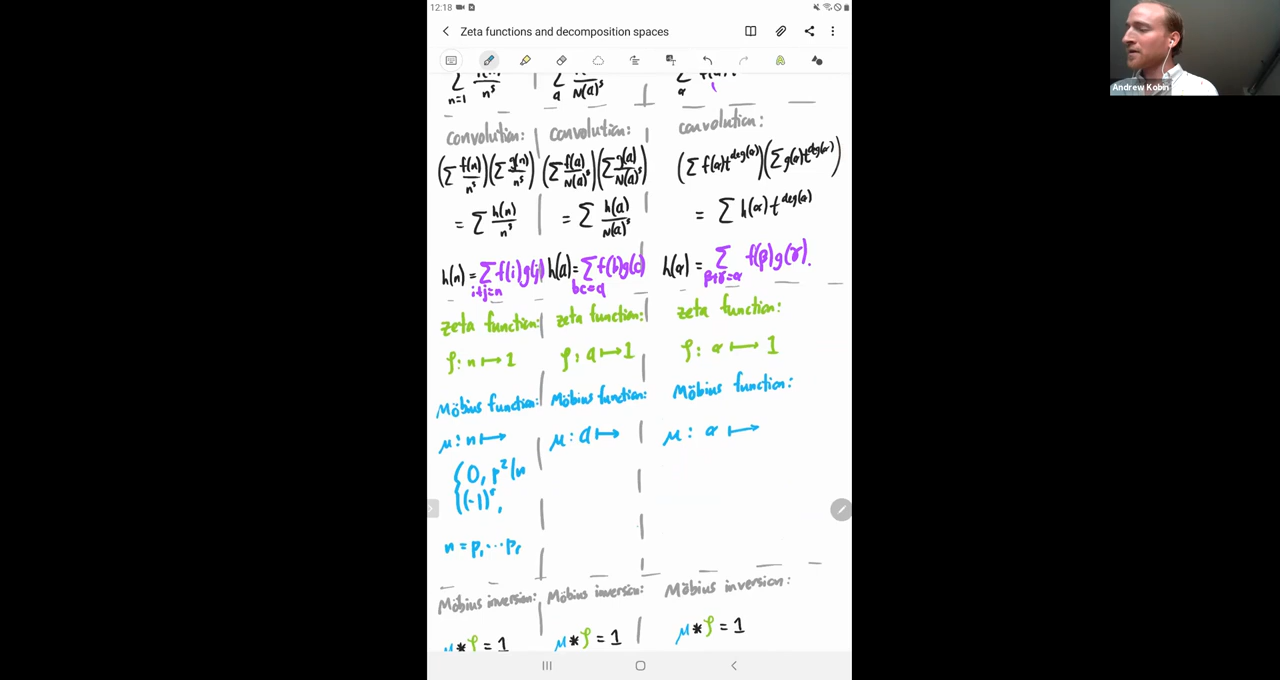 12:18
Zeta functions and decomposition spaces
Andrew Kobin
∑ n=1 n^s
∑ a N(a)^s
∑ α
convolution: convolution: convolution:
(∑ f(n)/n^s)(∑ g(n)/n^s) (∑ f(a)/N(a)^s)(∑ g(a)/N(a)^s) (∑ f(α)t^deg(α))(∑ g(α)t^deg(α))
= ∑ h(n)/n^s = ∑ h(a)/N(a)^s = ∑ h(α)t^deg(α)
h(n) = ∑ i+j=n f(i)g(j) h(a) = ∑ bc=a f(b)g(c) h(α) = ∑ β+γ=α f(β)g(γ).
zeta function: zeta function: zeta function:
ζ: n ↦ 1 ζ: a ↦ 1 ζ: α ↦ 1
Möbius function: Möbius function: Möbius function:
μ: n ↦ μ: a ↦ μ: α ↦
{ 0, p²|n
(-1)^r,
n = p₁···pᵣ
Möbius inversion: Möbius inversion: Möbius inversion:
μ*ζ = 1 μ*ζ = 1 μ*ζ = 1